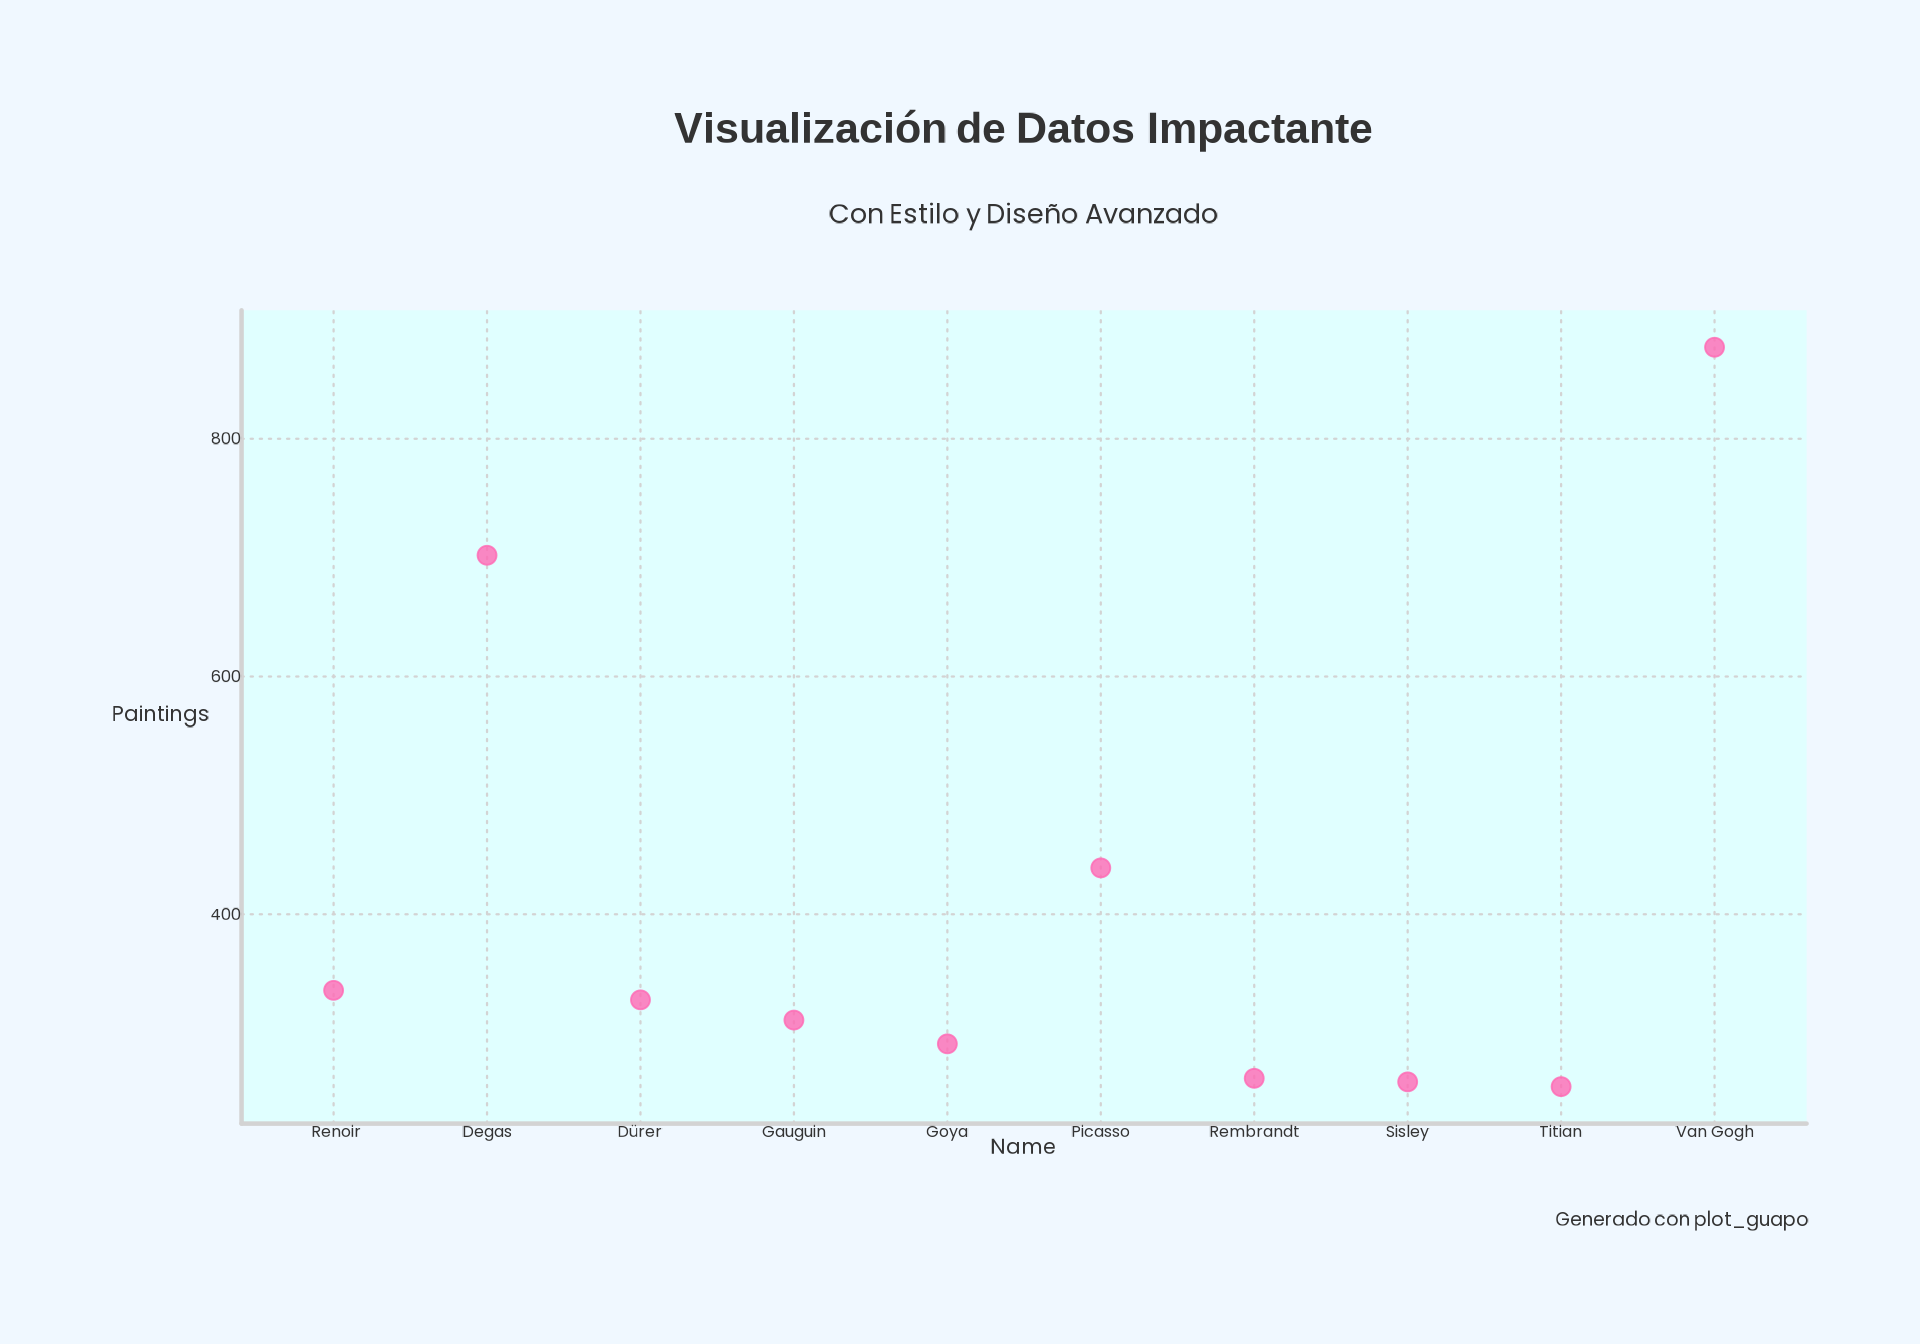 Visualización de Datos Impactante
Con Estilo y Diseño Avanzado
800
600
Paintings
400
Renoir Degas Dürer Gauguin Goya Picasso Rembrandt Sisley Titian Van Gogh
Name
Generado con plot_guapo